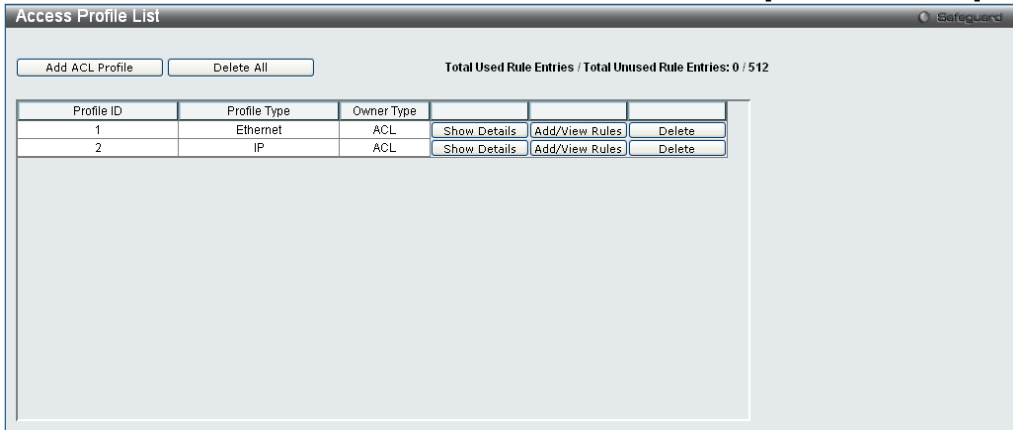 Access Profile List
Safeguard
Add ACL Profile Delete All Total Used Rule Entries / Total Unused Rule Entries: 0 / 512
Profile ID Profile Type Owner Type
1 Ethernet ACL Show Details Add/View Rules Delete
2 IP ACL Show Details Add/View Rules Delete